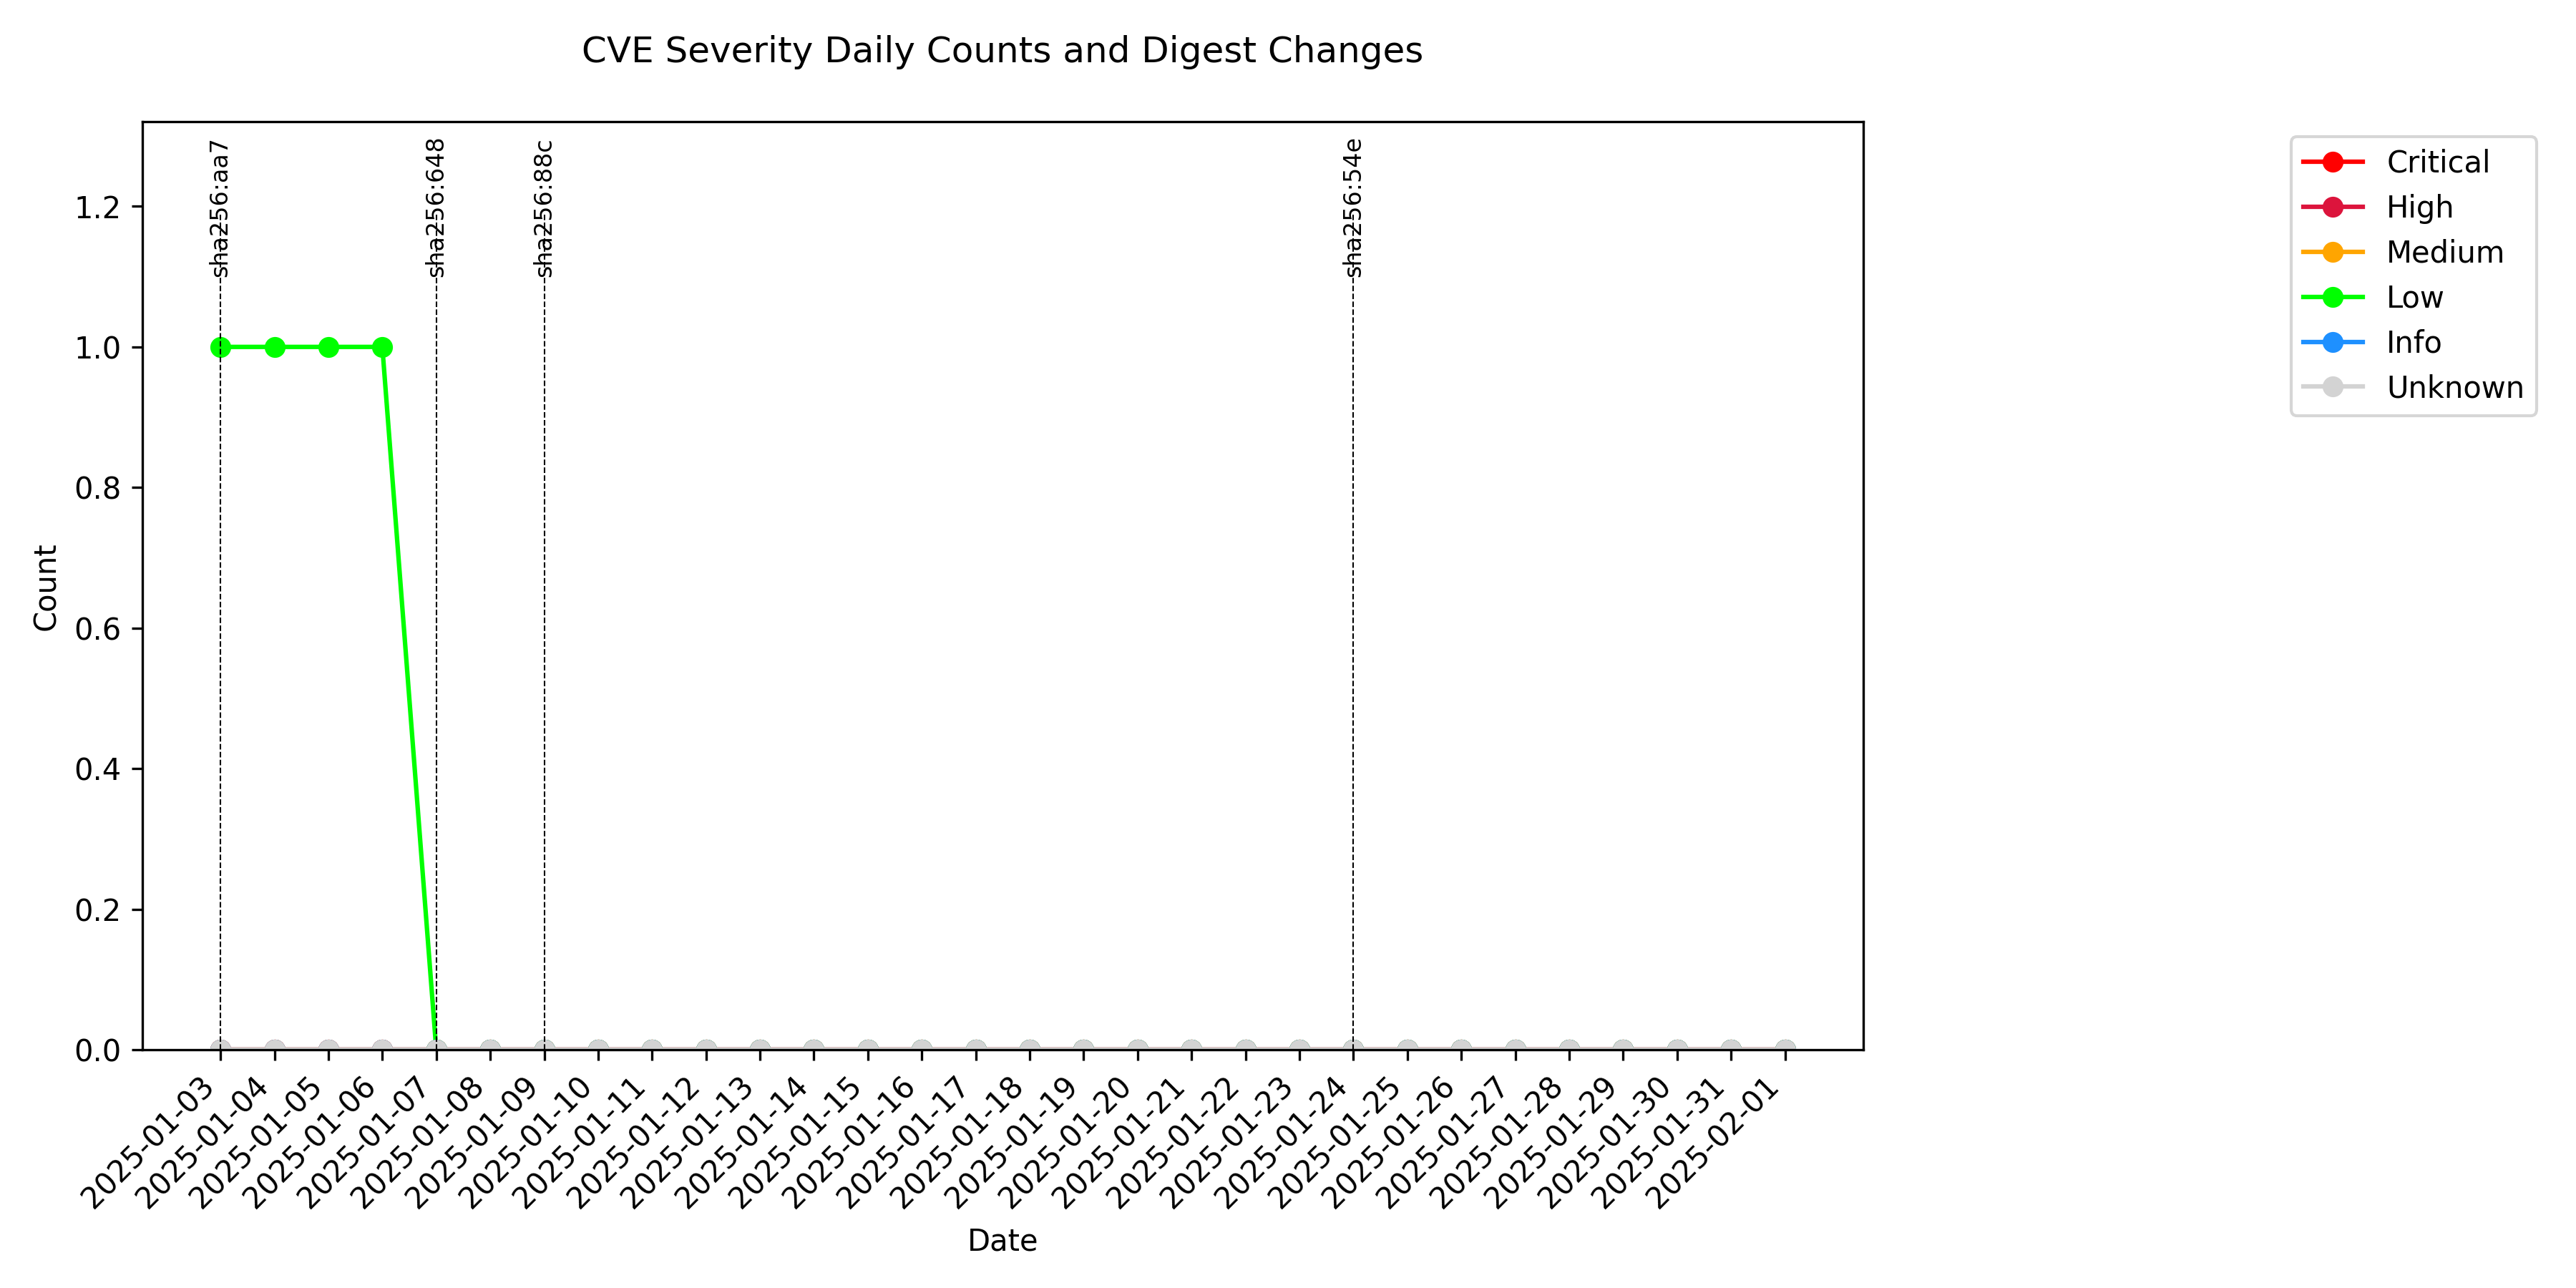 CVE Severity Daily Counts and Digest Changes
sha256:aa7
sha256:648
sha256:88c
sha256:54e
Critical
High
Medium
Low
Info
Unknown
1.2
1.0
0.8
0.6
0.4
0.2
0.0
Count
2025-01-03
2025-01-04
2025-01-05
2025-01-06
2025-01-07
2025-01-08
2025-01-09
2025-01-10
2025-01-11
2025-01-12
2025-01-13
2025-01-14
2025-01-15
2025-01-16
2025-01-17
2025-01-18
2025-01-19
2025-01-20
2025-01-21
2025-01-22
2025-01-23
2025-01-24
2025-01-25
2025-01-26
2025-01-27
2025-01-28
2025-01-29
2025-01-30
2025-01-31
2025-02-01
Date